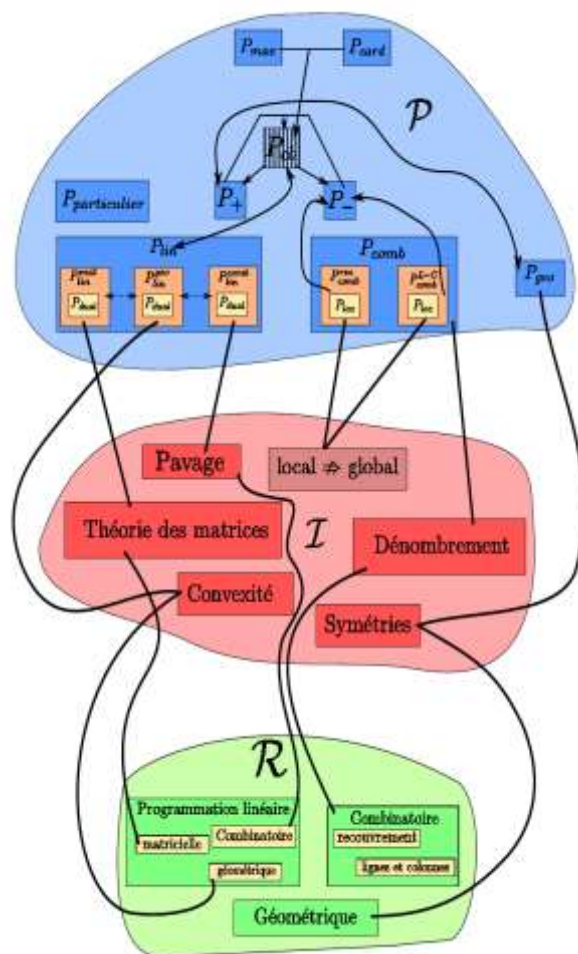 P_max P_card
𝒫
P_particulier
P_+ P_-
P_lin P_comb
P_geo
P_dual P_dual P_dual P_loc P_loc
Pavage
local ⇏ global
Théorie des matrices
ℐ
Dénombrement
Convexité
Symétries
ℛ
Programmation linéaire
Combinatoire
matricielle
Combinatoire
recouvrement
géométrique
lignes et colonnes
Géométrique